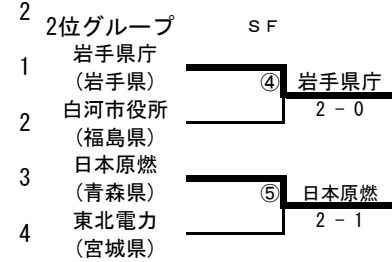 2
2位グループ ＳＦ
1 岩手県庁
(岩手県) ④ 岩手県庁
2 白河市役所 2 − 0
(福島県)
3 日本原燃
(青森県) ⑤ 日本原燃
4 東北電力 2 − 1
(宮城県)